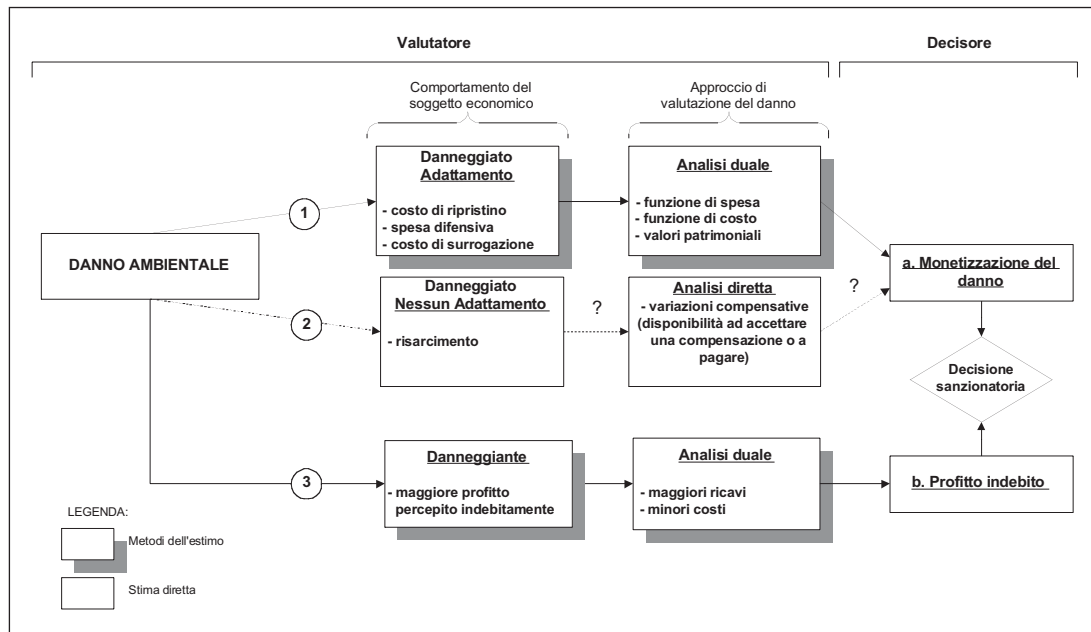 Valutatore
Decisore
Comportamento del
soggetto economico
Approccio di
valutazione del danno
Danneggiato
Adattamento
- costo di ripristino
- spesa difensiva
- costo di surrogazione
Analisi duale
- funzione di spesa
- funzione di costo
- valori patrimoniali
1
DANNO AMBIENTALE
a. Monetizzazione del
danno
2
Danneggiato
Nessun Adattamento
- risarcimento
?
Analisi diretta
- variazioni compensative
(disponibilità ad accettare
una compensazione o a
pagare)
?
Decisione
sanzionatoria
3
Danneggiante
- maggiore profitto
percepito indebitamente
Analisi duale
- maggiori ricavi
- minori costi
b. Profitto indebito
LEGENDA:
Metodi dell'estimo
Stima diretta